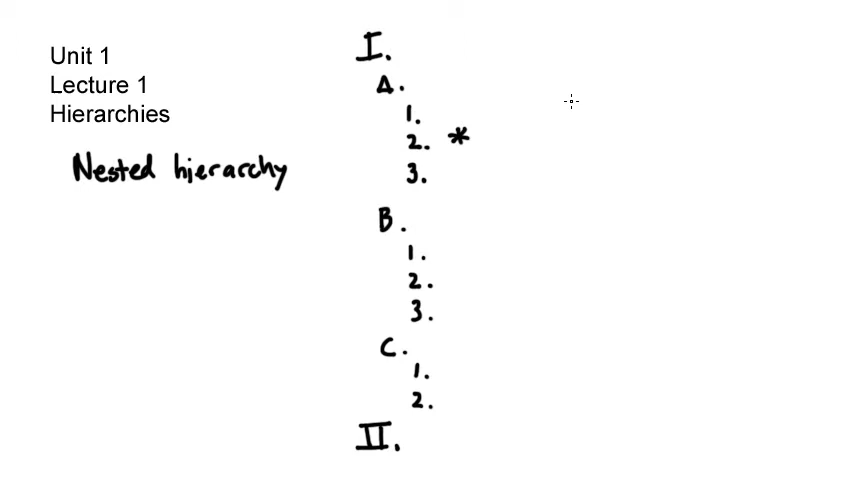 Unit 1
Lecture 1
Hierarchies
Nested hierarchy
I.
A.
1.
2. *
3.
B.
1.
2.
3.
C.
1.
2.
II.